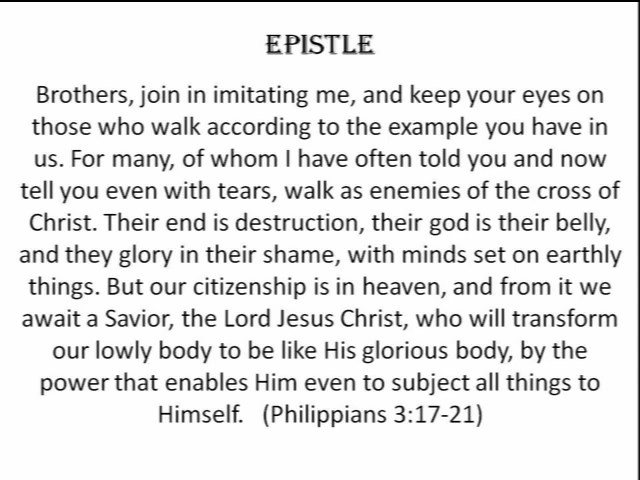 EPISTLE
Brothers, join in imitating me, and keep your eyes on
those who walk according to the example you have in
us. For many, of whom I have often told you and now
tell you even with tears, walk as enemies of the cross of
Christ. Their end is destruction, their god is their belly,
and they glory in their shame, with minds set on earthly
things. But our citizenship is in heaven, and from it we
await a Savior, the Lord Jesus Christ, who will transform
our lowly body to be like His glorious body, by the
power that enables Him even to subject all things to
Himself. (Philippians 3:17-21)